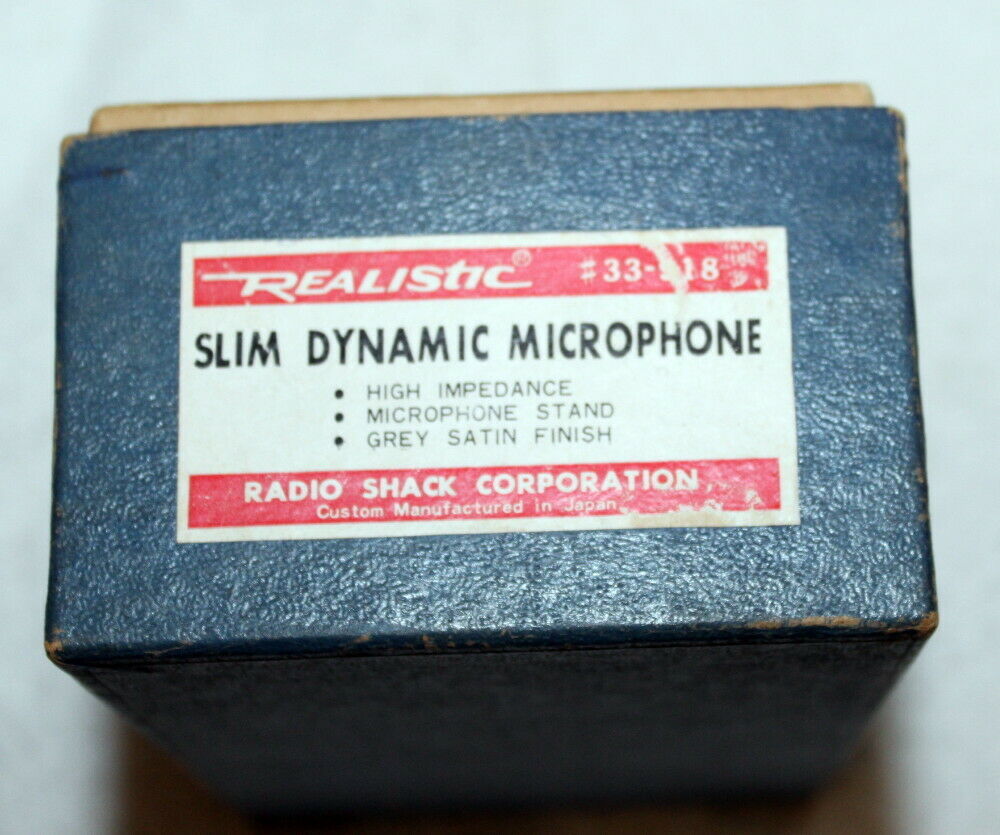 REALISTIC®
SLIM DYNAMIC MICROPHONE
• HIGH IMPEDANCE
• MICROPHONE STAND
• GREY SATIN FINISH
RADIO SHACK CORPORATION
Custom Manufactured in Japan